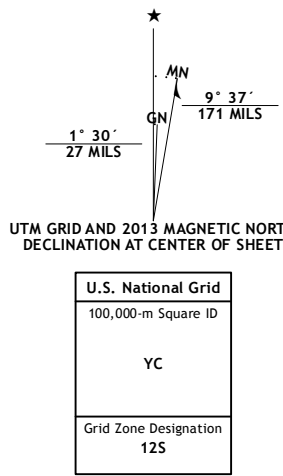 ★
MN
GN
9° 37´
171 MILS
1° 30´
27 MILS
UTM GRID AND 2013 MAGNETIC NORT
DECLINATION AT CENTER OF SHEET
U.S. National Grid
100,000-m Square ID
YC
Grid Zone Designation
12S